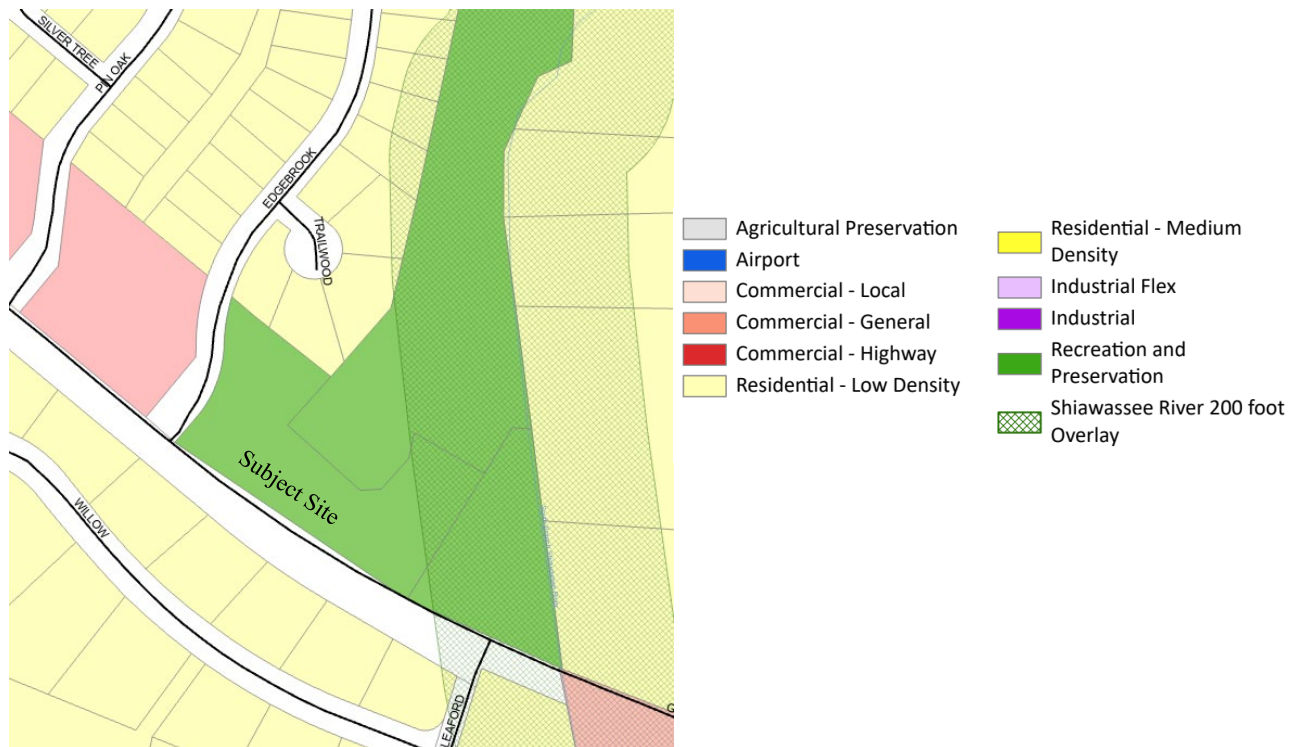 SILVER TREE
PIN OAK
EDGEBROOK
TRAILWOOD
Subject Site
WILLOW
LEAFORD
G
Agricultural Preservation
Airport
Commercial - Local
Commercial - General
Commercial - Highway
Residential - Low Density
Residential - Medium
Density
Industrial Flex
Industrial
Recreation and
Preservation
Shiawassee River 200 foot
Overlay